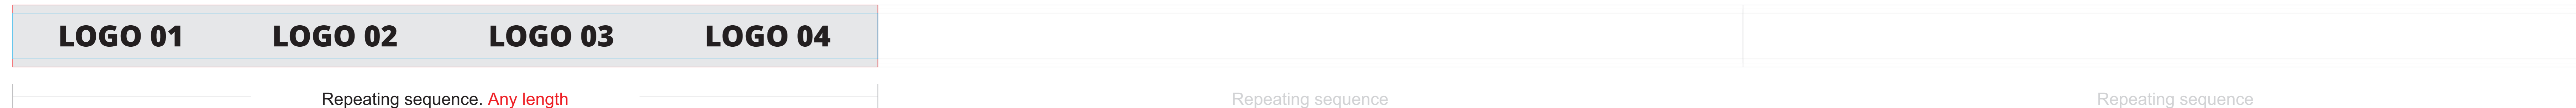 LOGO 01 LOGO 02 LOGO 03 LOGO 04
Repeating sequence. Any length Repeating sequence Repeating sequence